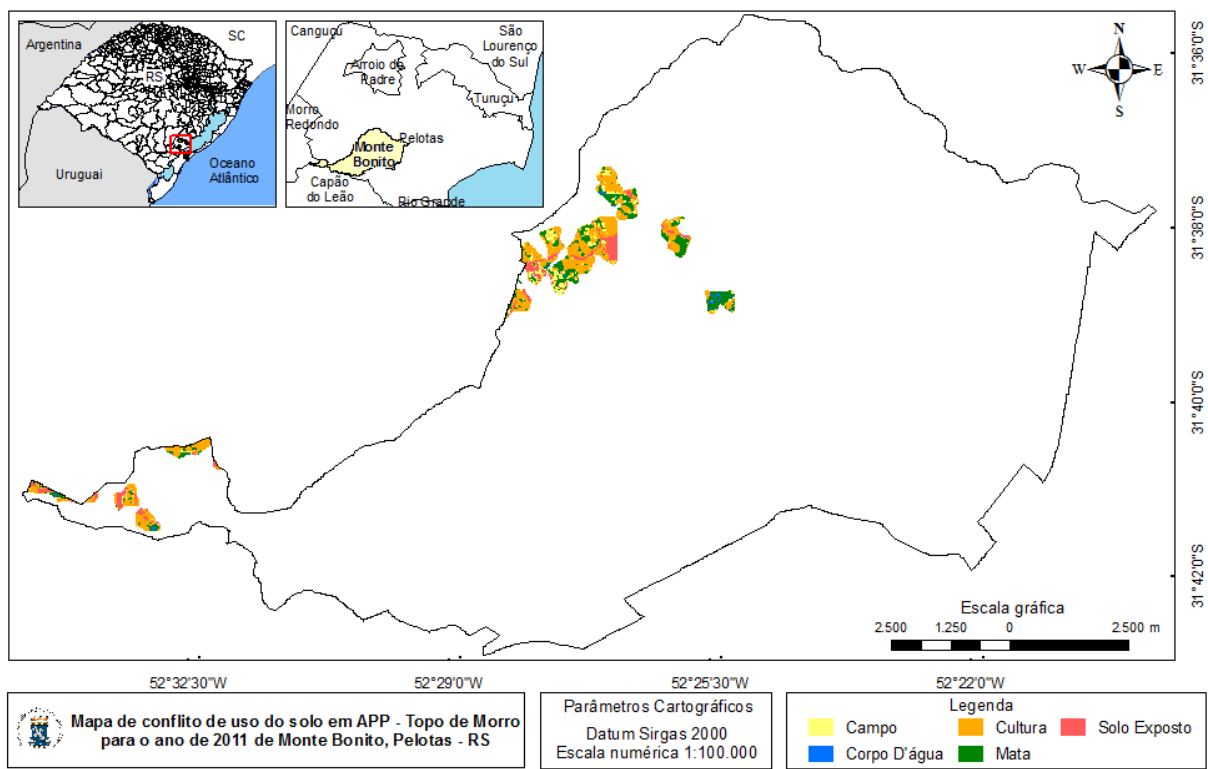 Argentina
SC
RS
Uruguai
Oceano
Atlântico
Canguçú
São
Lourenço
do Sul
Arroio do
Padre
Turuçú
Morro
Redondo
Pelotas
Monte
Bonito
Capão
do Leão
Rio Grande
N
W
E
S
31°36'0"S
31°38'0"S
31°40'0"S
31°42'0"S
Escala gráfica
2.500 1.250 0 2.500 m
52°32'30"W 52°29'0"W 52°25'30"W 52°22'0"W
Mapa de conflito de uso do solo em APP - Topo de Morro
para o ano de 2011 de Monte Bonito, Pelotas - RS
Parâmetros Cartográficos
Datum Sirgas 2000
Escala numérica 1:100.000
Legenda
Campo Cultura Solo Exposto
Corpo D'água Mata